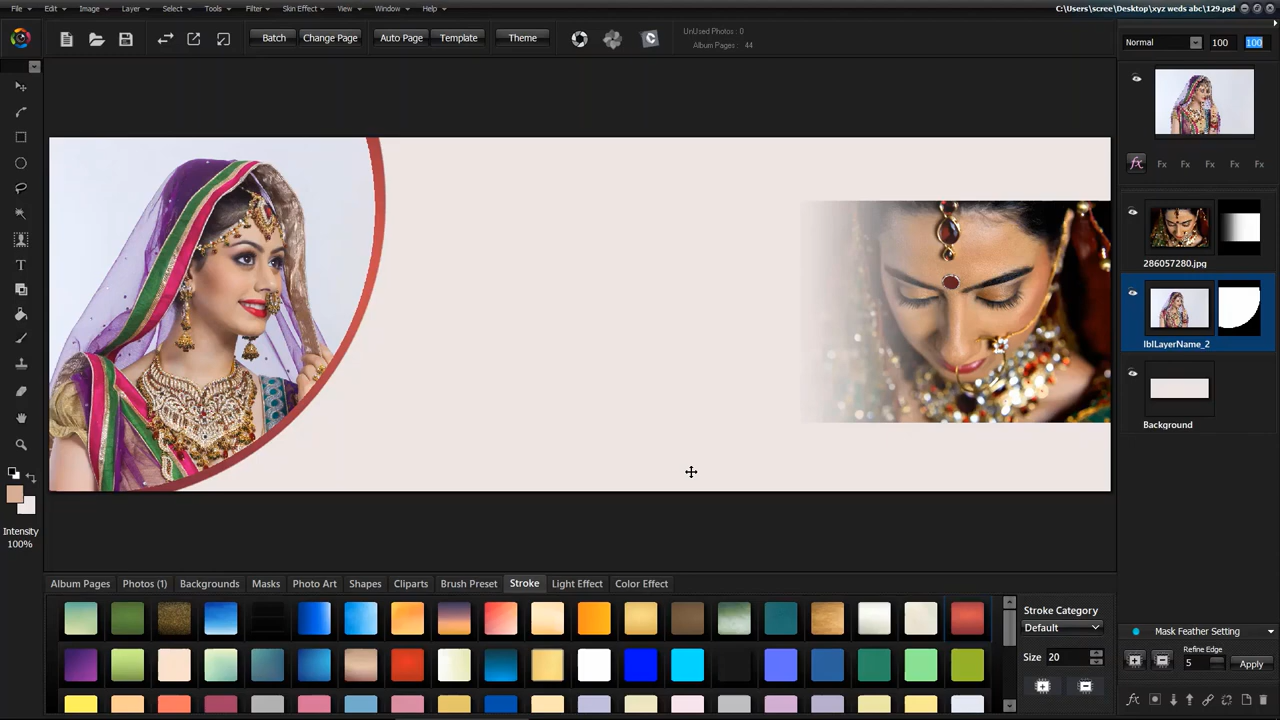 File Edit Image Layer Select Tools Filter Skin Effect View Window Help C:\Users\scree\Desktop\xyz weds abc\129.psd
Batch Change Page Auto Page Template Theme
UnUsed Photos : 0
Album Pages : 44
Normal 100 100
Fx Fx Fx Fx Fx Fx
286057280.jpg
lblLayerName_2
Background
Intensity
100%
Album Pages Photos (1) Backgrounds Masks Photo Art Shapes Cliparts Brush Preset Stroke Light Effect Color Effect
Stroke Category
Default
Size 20
Mask Feather Setting
Refine Edge
5
Apply